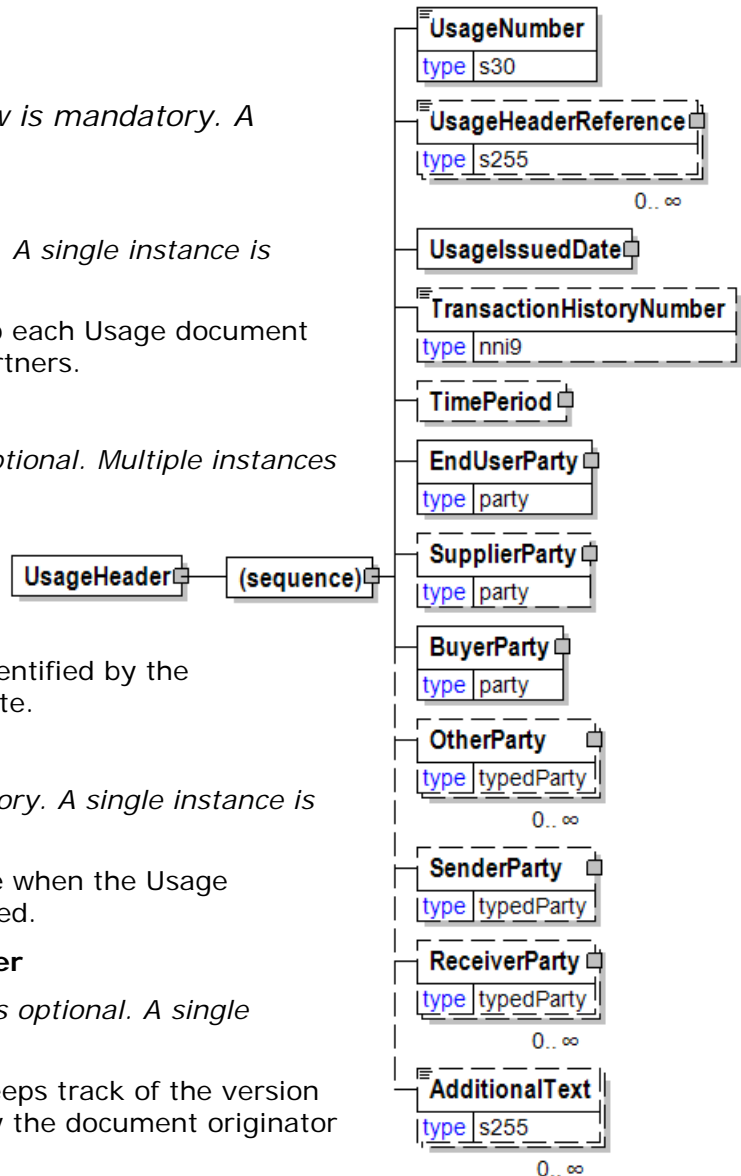 w is mandatory. A
. A single instance is
o each Usage document
rtners.
ptional. Multiple instances
entified by the
te.
ory. A single instance is
e when the Usage
ed.
er
s optional. A single
eeps track of the version
y the document originator
UsageHeader
(sequence)
UsageNumber
type s30
UsageHeaderReference
type s255
0.. ∞
UsageIssuedDate
TransactionHistoryNumber
type nni9
TimePeriod
EndUserParty
type party
SupplierParty
type party
BuyerParty
type party
OtherParty
type typedParty
0.. ∞
SenderParty
type typedParty
ReceiverParty
type typedParty
0.. ∞
AdditionalText
type s255
0.. ∞